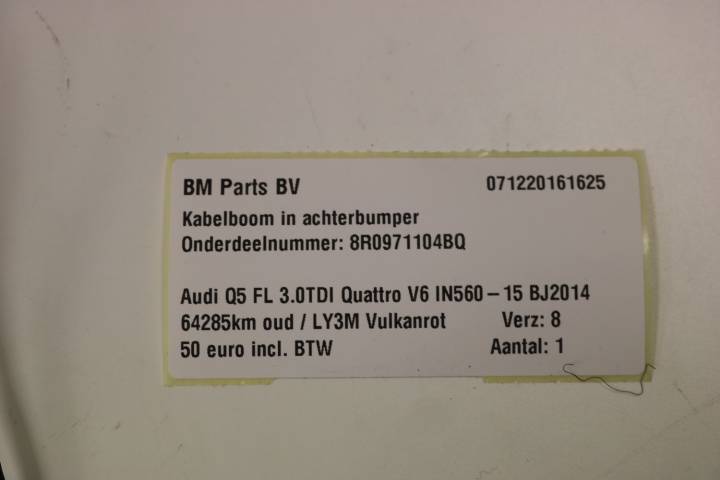 BM Parts BV 071220161625
Kabelboom in achterbumper
Onderdeelnummer: 8R0971104BQ
Audi Q5 FL 3.0TDI Quattro V6 IN560 – 15 BJ2014
64285km oud / LY3M Vulkanrot Verz: 8
50 euro incl. BTW Aantal: 1